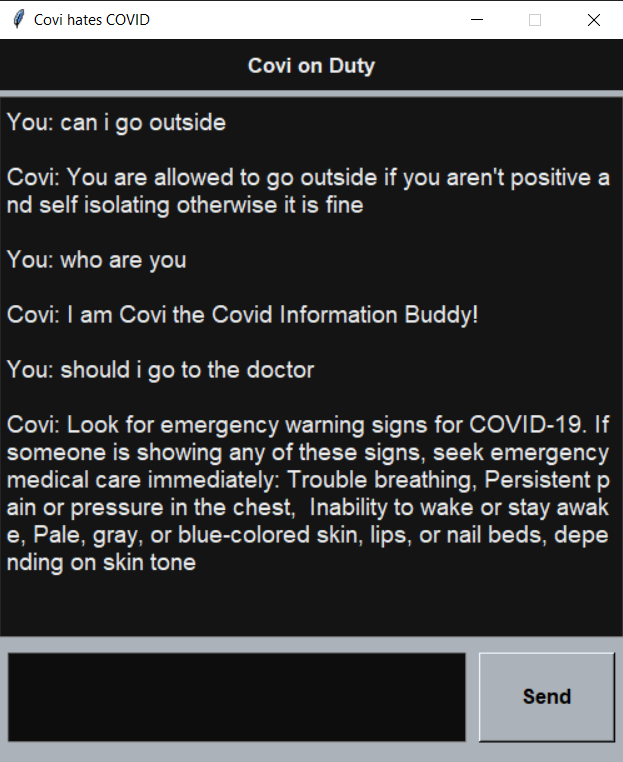 Covi hates COVID
Covi on Duty
You: can i go outside
Covi: You are allowed to go outside if you aren't positive a
nd self isolating otherwise it is fine
You: who are you
Covi: I am Covi the Covid Information Buddy!
You: should i go to the doctor
Covi: Look for emergency warning signs for COVID-19. If
someone is showing any of these signs, seek emergency
medical care immediately: Trouble breathing, Persistent p
ain or pressure in the chest,  Inability to wake or stay awak
e, Pale, gray, or blue-colored skin, lips, or nail beds, depe
nding on skin tone
Send